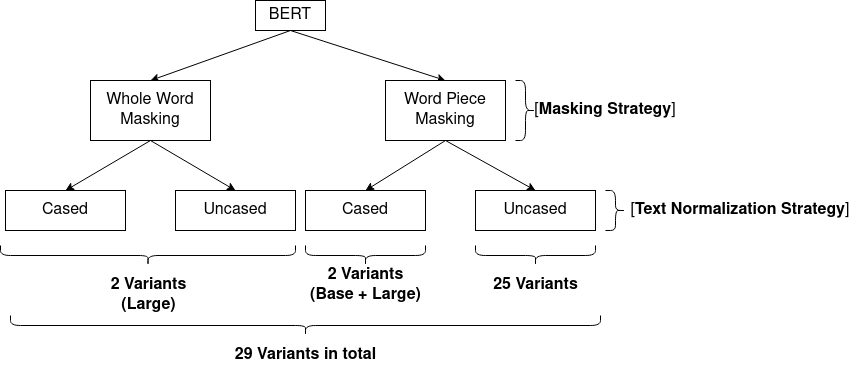 BERT
Whole Word
Masking
Word Piece
Masking
[Masking Strategy]
Cased
Uncased
Cased
Uncased
[Text Normalization Strategy]
2 Variants
(Large)
2 Variants
(Base + Large)
25 Variants
29 Variants in total